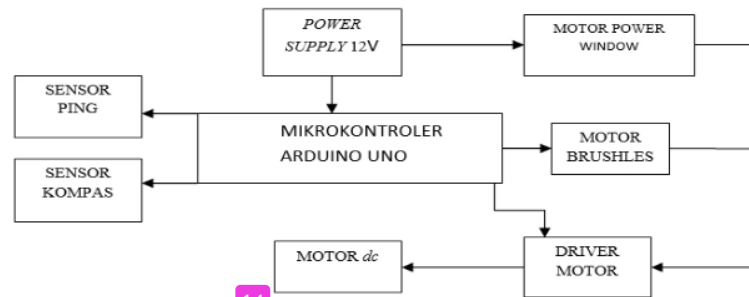 POWER
SUPPLY 12V
MOTOR POWER
WINDOW
SENSOR
PING
MIKROKONTROLER
ARDUINO UNO
MOTOR
BRUSHLES
SENSOR
KOMPAS
MOTOR dc
DRIVER
MOTOR